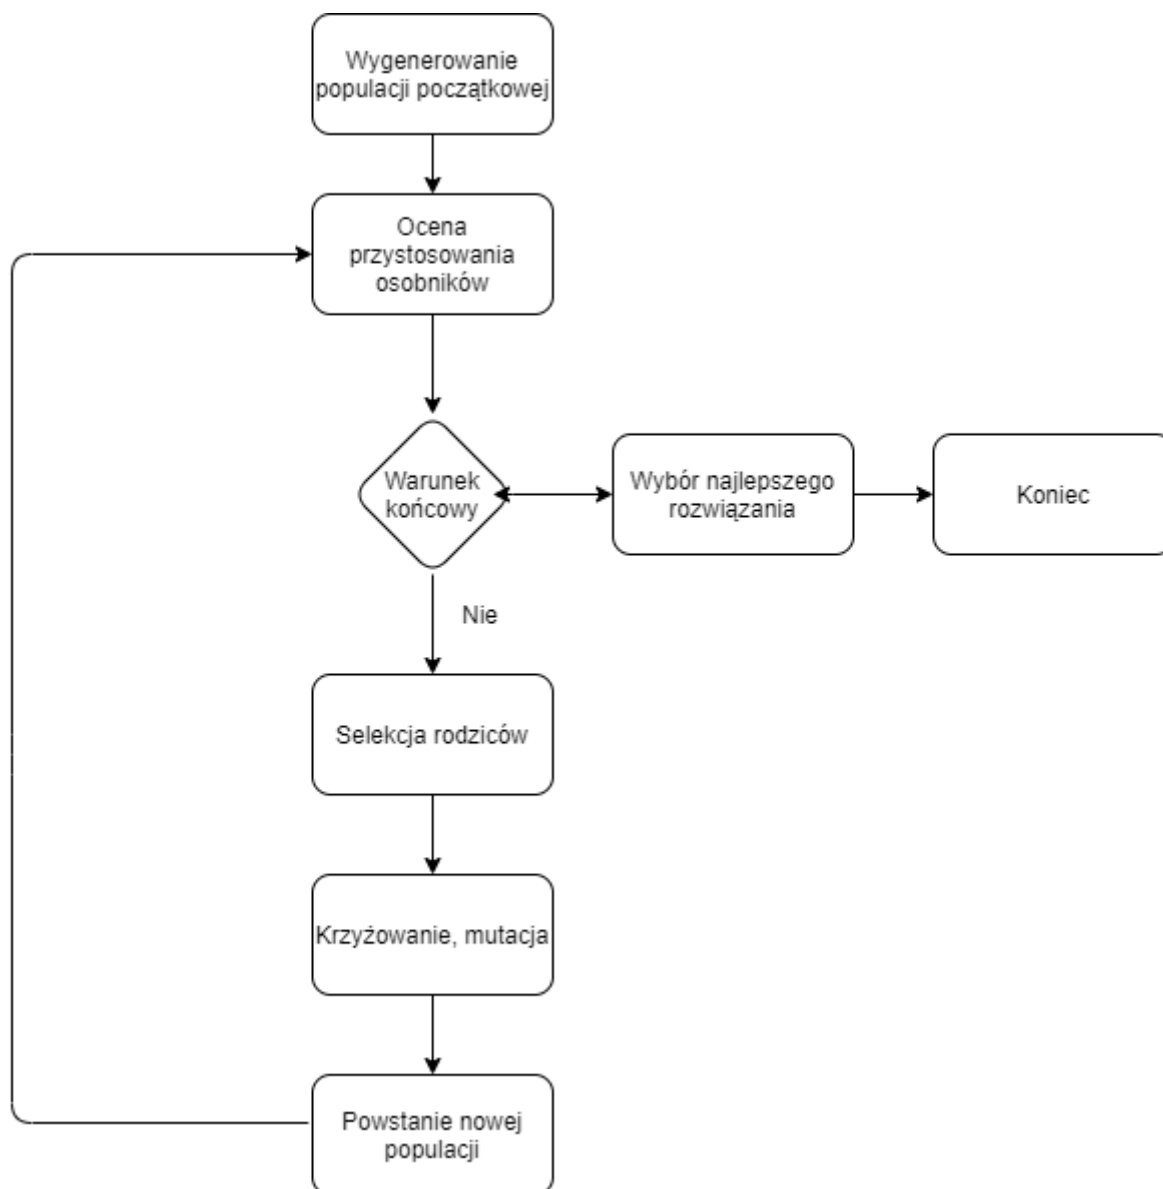 Wygenerowanie
populacji początkowej
Ocena
przystosowania
osobników
Warunek
końcowy
Wybór najlepszego
rozwiązania
Koniec
Nie
Selekcja rodziców
Krzyżowanie, mutacja
Powstanie nowej
populacji